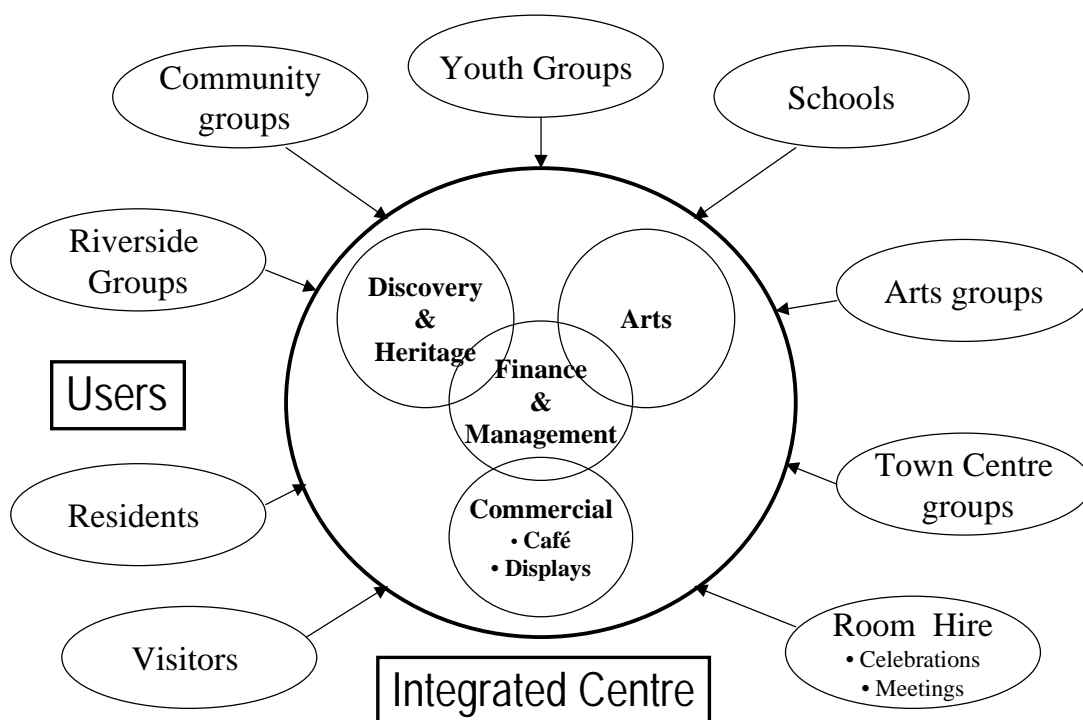 Youth Groups
Community
groups
Schools
Riverside
Groups
Discovery
&
Heritage
Arts
Arts groups
Finance
&
Management
Users
Town Centre
groups
Residents
Commercial
• Café
• Displays
Visitors
Room Hire
• Celebrations
• Meetings
Integrated Centre